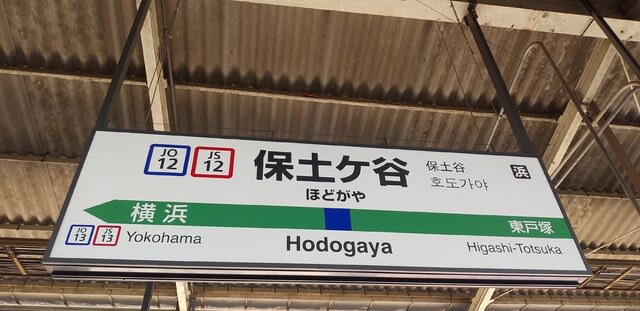 JO 12
JS 12
保土ケ谷
ほどがや
保土谷
호도가야
浜
横浜
東戸塚
JO 13
JS 13
Yokohama
Hodogaya
Higashi-Totsuka